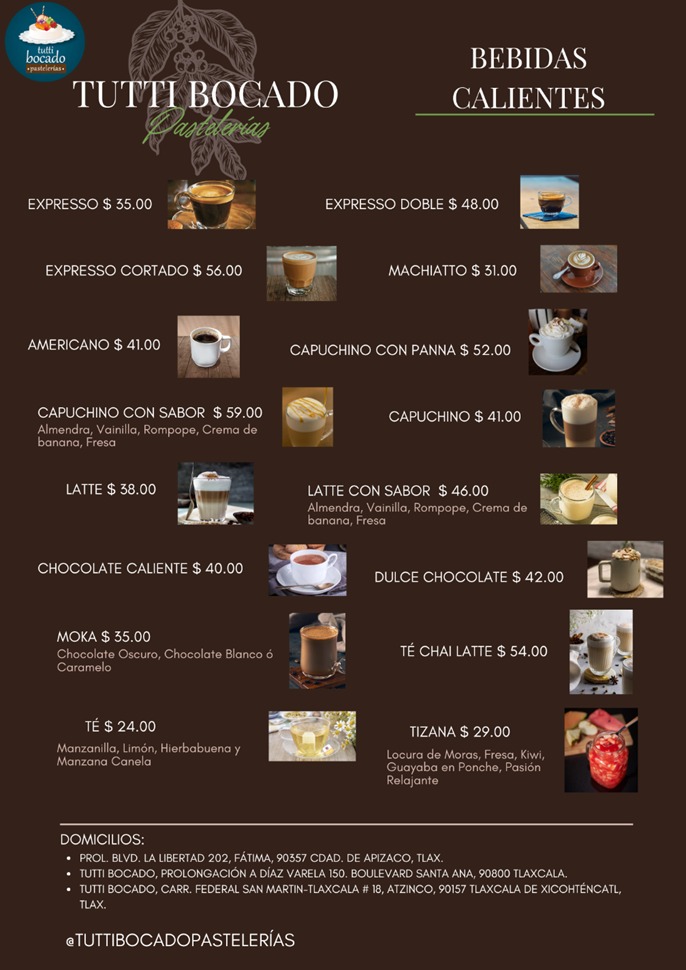 tutti
bocado
•pastelerías•
TUTTI BOCADO
Pastelerías
BEBIDAS
CALIENTES
EXPRESSO $ 35.00
EXPRESSO DOBLE $ 48.00
EXPRESSO CORTADO $ 56.00
MACHIATTO $ 31.00
AMERICANO $ 41.00
CAPUCHINO CON PANNA $ 52.00
CAPUCHINO CON SABOR $ 59.00
Almendra, Vainilla, Rompope, Crema de
banana, Fresa
CAPUCHINO $ 41.00
LATTE $ 38.00
LATTE CON SABOR $ 46.00
Almendra, Vainilla, Rompope, Crema de
banana, Fresa
CHOCOLATE CALIENTE $ 40.00
DULCE CHOCOLATE $ 42.00
MOKA $ 35.00
Chocolate Oscuro, Chocolate Blanco ó
Caramelo
TÉ CHAI LATTE $ 54.00
TÉ $ 24.00
Manzanilla, Limón, Hierbabuena y
Manzana Canela
TIZANA $ 29.00
Locura de Moras, Fresa, Kiwi,
Guayaba en Ponche, Pasión
Relajante
DOMICILIOS:
• PROL. BLVD. LA LIBERTAD 202, FÁTIMA, 90357 CDAD. DE APIZACO, TLAX.
• TUTTI BOCADO, PROLONGACIÓN A DÍAZ VARELA 150. BOULEVARD SANTA ANA, 90800 TLAXCALA.
• TUTTI BOCADO, CARR. FEDERAL SAN MARTIN-TLAXCALA # 18, ATZINCO, 90157 TLAXCALA DE XICOHTÉNCATL,
TLAX.
@TUTTIBOCADOPASTELERÍAS